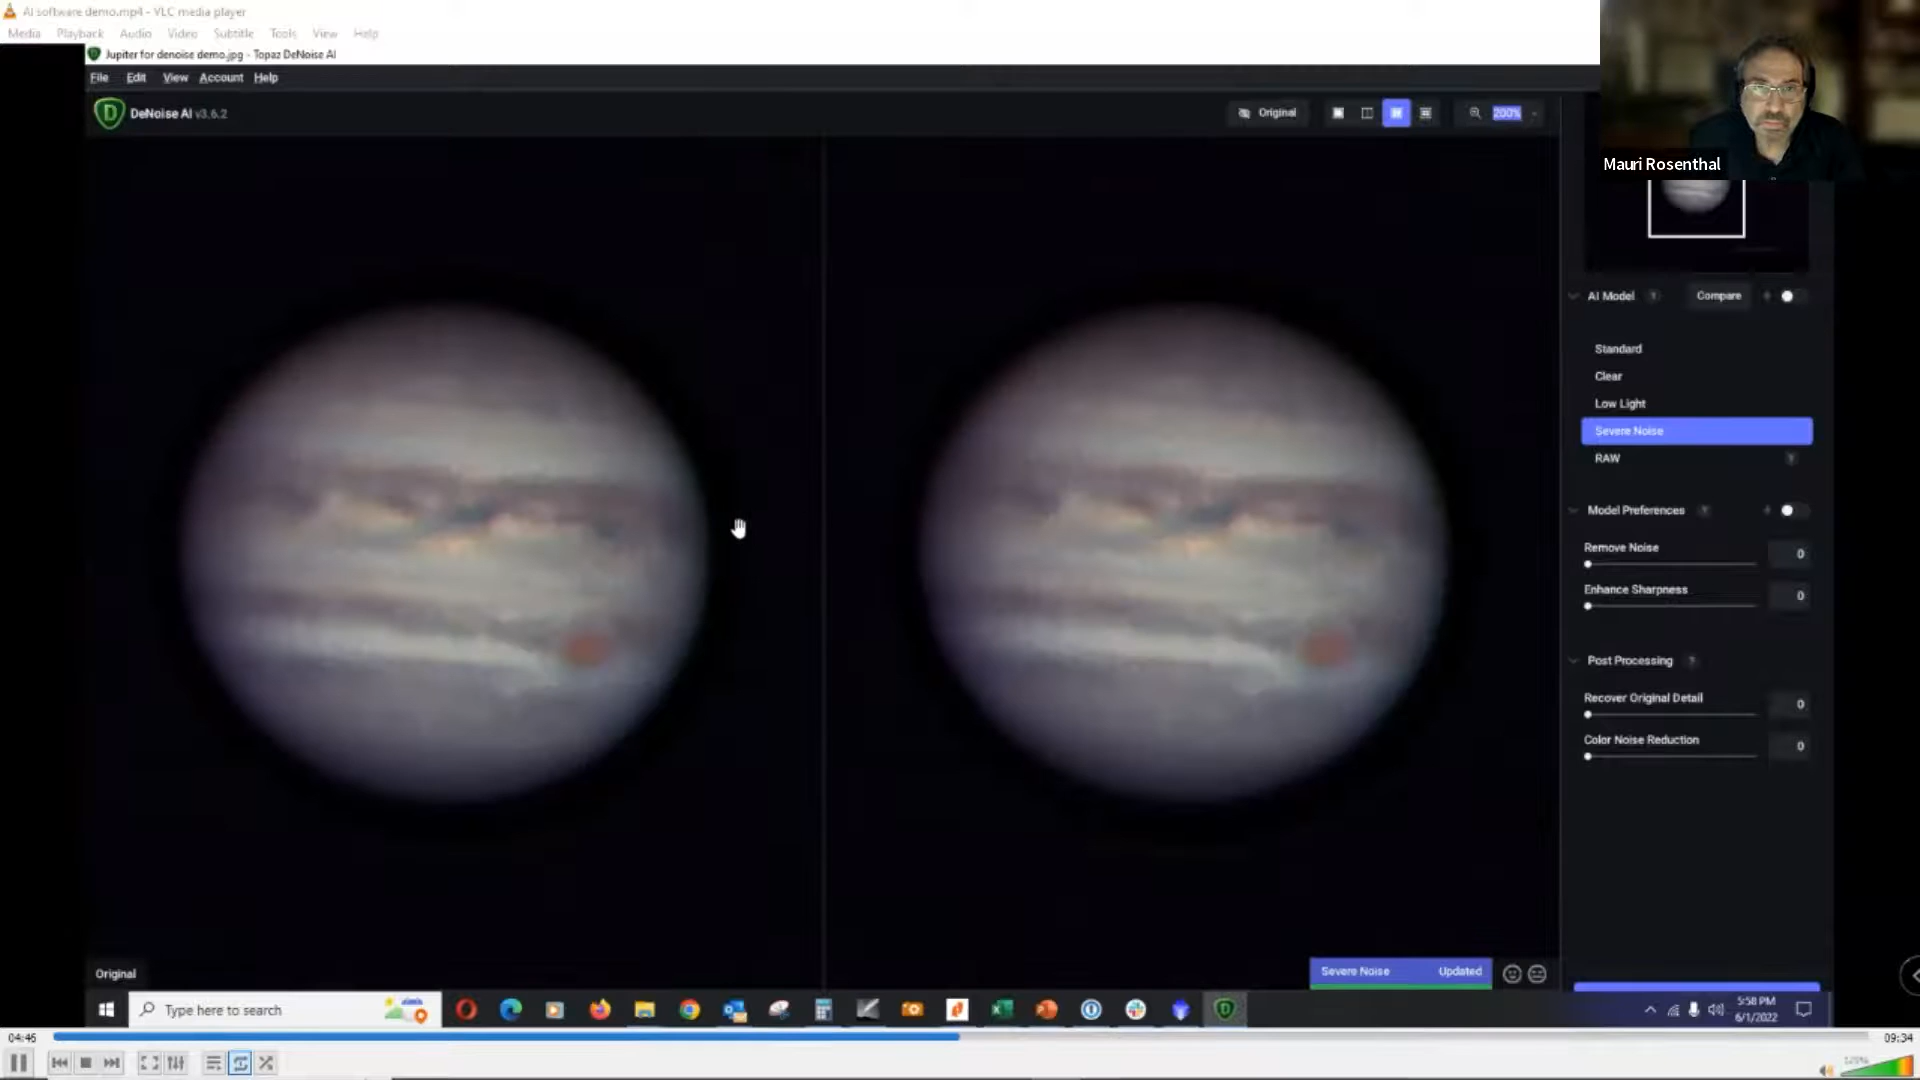 AI software demo.mp4 - VLC media player
Media Playback Audio Video Subtitle Tools View Help
Jupiter for denoise demo.jpg - Topaz DeNoise AI
File Edit View Account Help
D DeNoise AI v3.6.2
Original
200%
Mauri Rosenthal
AI Model ? Compare
Standard
Clear
Low Light
Severe Noise
RAW ?
Model Preferences ?
Remove Noise 0
Enhance Sharpness 0
Post Processing ?
Recover Original Detail 0
Color Noise Reduction 0
Original
Severe Noise Updated
Type here to search
5:58 PM
6/1/2022
04:45
09:34
125%